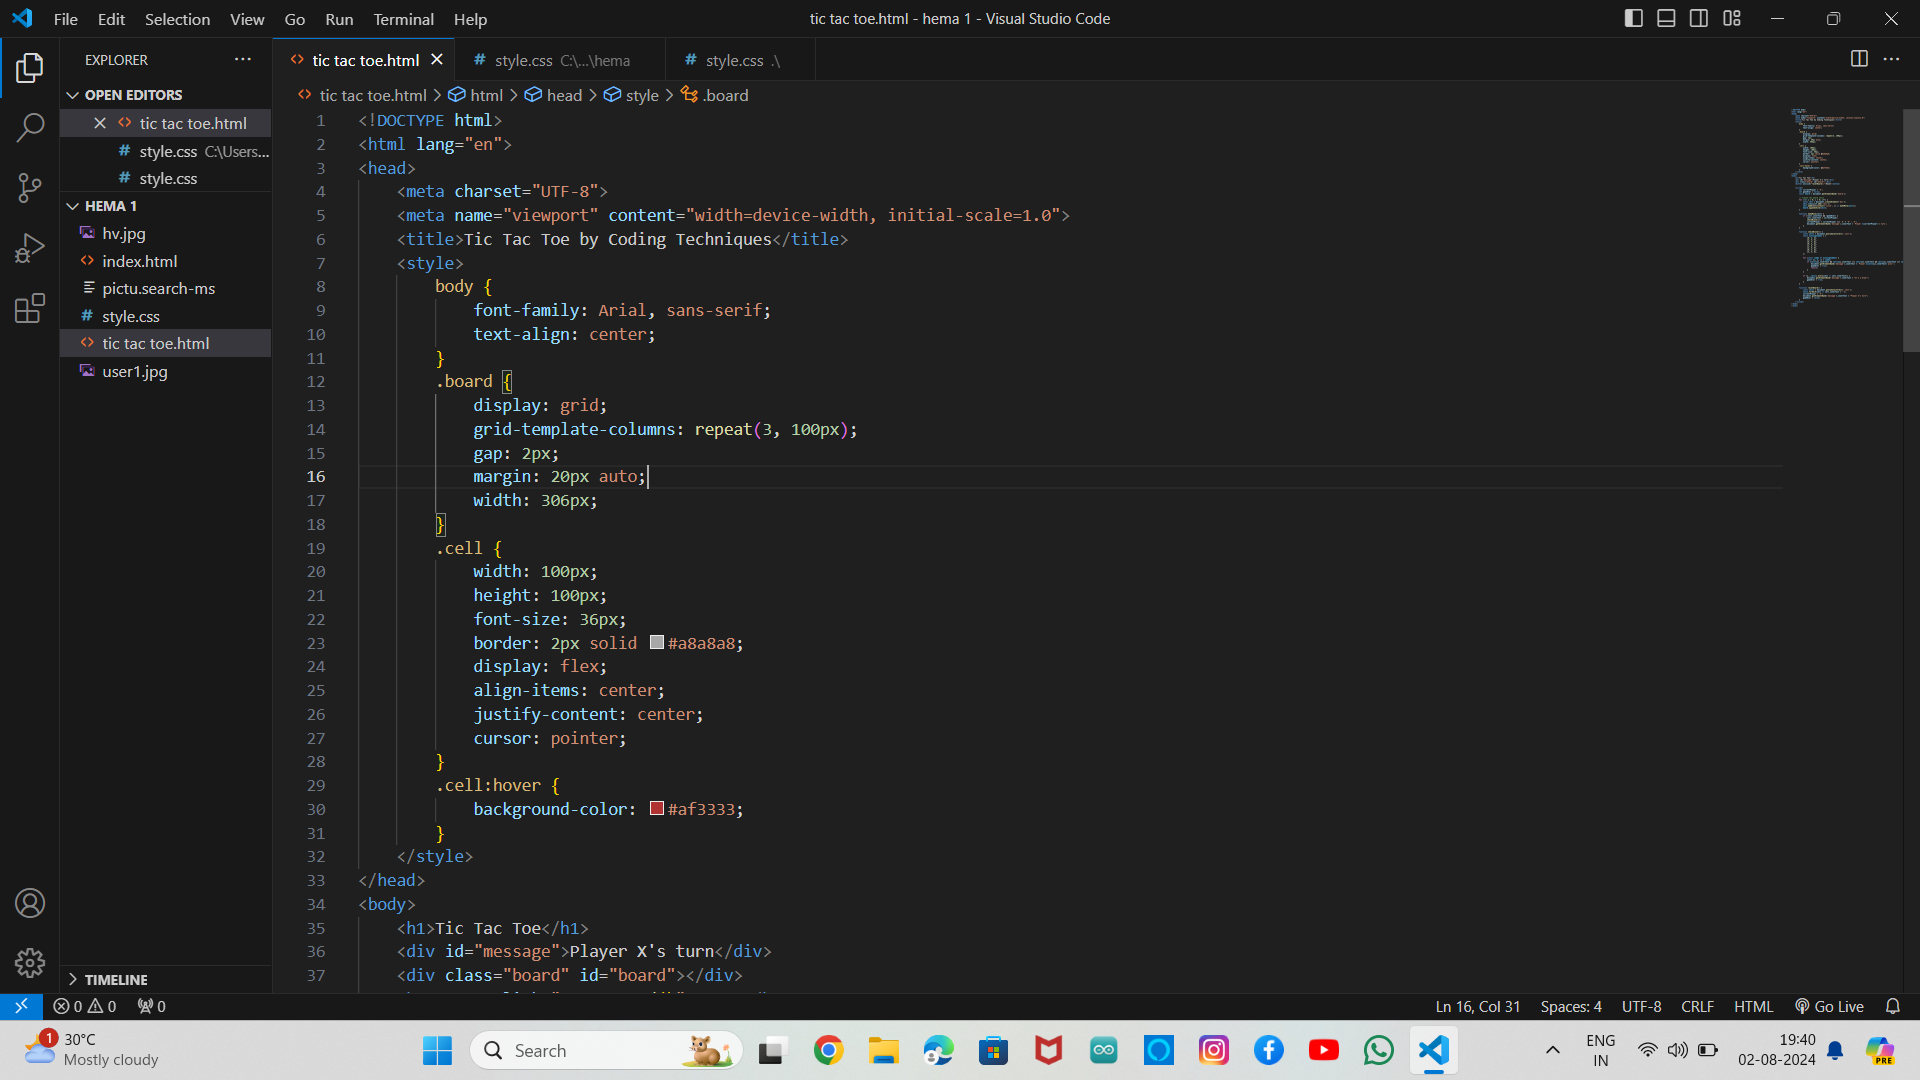 File Edit Selection View Go Run Terminal Help
tic tac toe.html - hema 1 - Visual Studio Code
EXPLORER
OPEN EDITORS
tic tac toe.html
style.css C:\Users...
style.css
HEMA 1
hv.jpg
index.html
pictu.search-ms
style.css
tic tac toe.html
user1.jpg
TIMELINE
tic tac toe.html
style.css C:\...\hema
style.css .\
tic tac toe.html > html > head > style > .board
1 <!DOCTYPE html>
2 <html lang="en">
3 <head>
4 <meta charset="UTF-8">
5 <meta name="viewport" content="width=device-width, initial-scale=1.0">
6 <title>Tic Tac Toe by Coding Techniques</title>
7 <style>
8 body {
9 font-family: Arial, sans-serif;
10 text-align: center;
11 }
12 .board {
13 display: grid;
14 grid-template-columns: repeat(3, 100px);
15 gap: 2px;
16 margin: 20px auto;
17 width: 306px;
18 }
19 .cell {
20 width: 100px;
21 height: 100px;
22 font-size: 36px;
23 border: 2px solid #a8a8a8;
24 display: flex;
25 align-items: center;
26 justify-content: center;
27 cursor: pointer;
28 }
29 .cell:hover {
30 background-color: #af3333;
31 }
32 </style>
33 </head>
34 <body>
35 <h1>Tic Tac Toe</h1>
36 <div id="message">Player X's turn</div>
37 <div class="board" id="board"></div>
0 0 0
Ln 16, Col 31 Spaces: 4 UTF-8 CRLF HTML Go Live
1
30°C
Mostly cloudy
Search
PRE
ENG
IN
19:40
02-08-2024